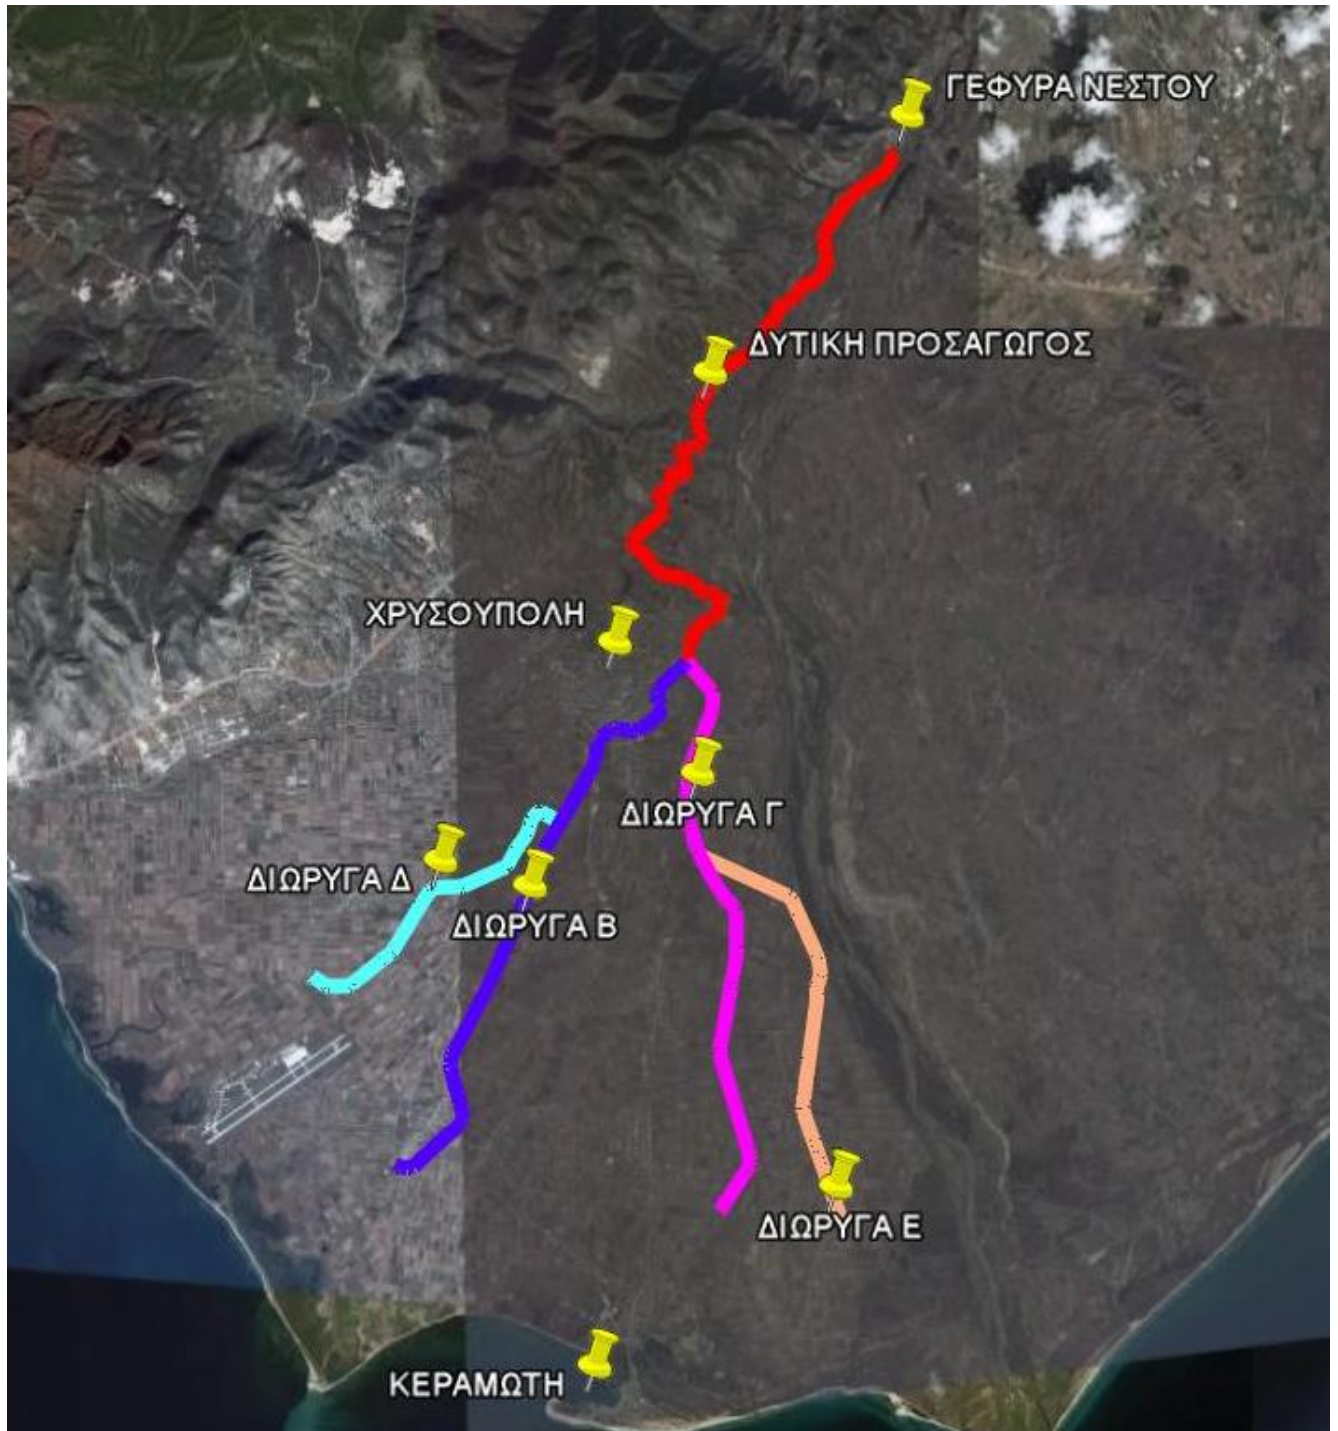 ΓΕΦΥΡΑ ΝΕΣΤΟΥ
ΔΥΤΙΚΗ ΠΡΟΣΑΓΩΓΟΣ
ΧΡΥΣΟΥΠΟΛΗ
ΔΙΩΡΥΓΑ Γ
ΔΙΩΡΥΓΑ Δ
ΔΙΩΡΥΓΑ Β
ΔΙΩΡΥΓΑ Ε
ΚΕΡΑΜΩΤΗ